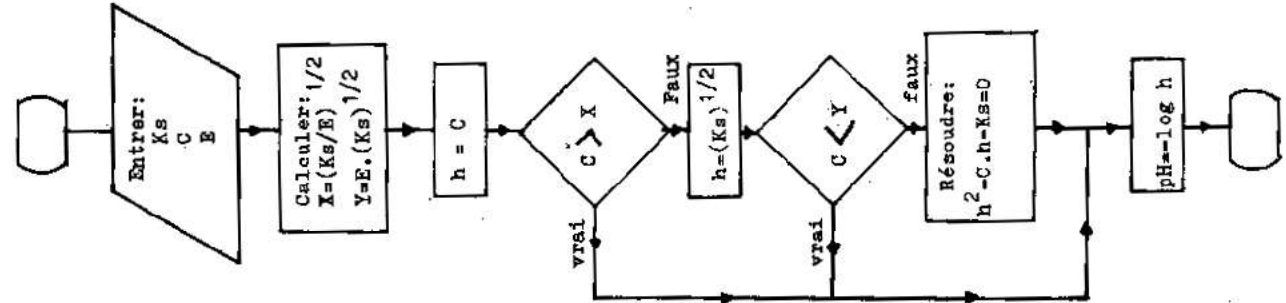 Entrer:
Ks
C
E
Calculer:
X=(Ks/E)1/2
Y=E.(Ks)1/2
h = C
C > X
vrai
Faux
h=(Ks)1/2
C < Y
vrai
faux
Résoudre:
h2-C.h-Ks=0
pH=-log h